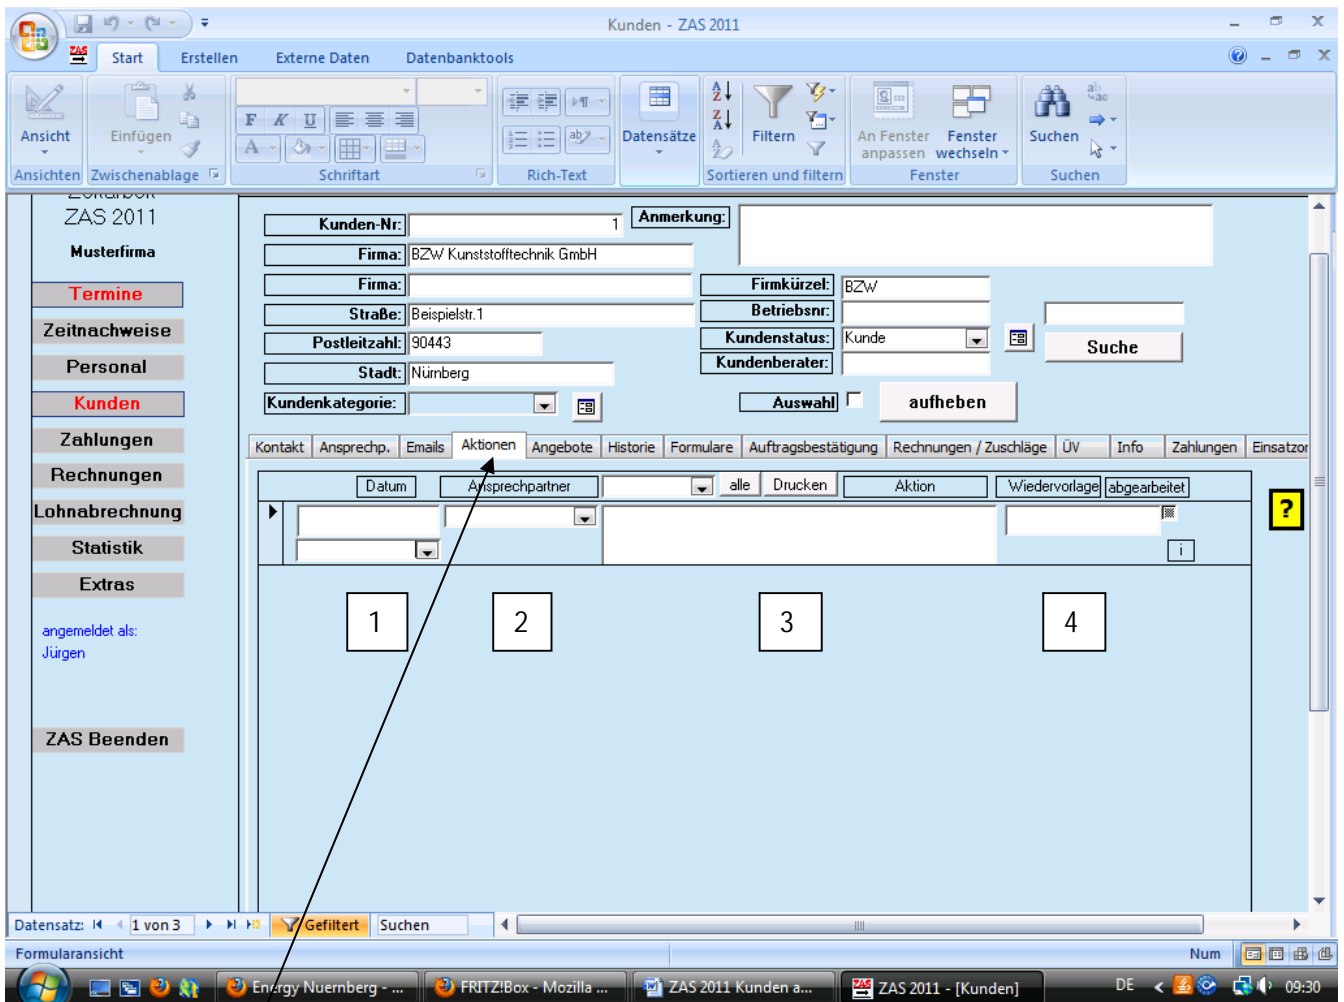 Kunden - ZAS 2011
ZAS
Start Erstellen Externe Daten Datenbanktools
Ansicht
Einfügen
F K U
Datensätze
Filtern
An Fenster anpassen
Fenster wechseln
Suchen
Ansichten Zwischenablage Schriftart Rich-Text Sortieren und filtern Fenster Suchen
ZAS 2011
Musterfirma
Termine
Zeitnachweise
Personal
Kunden
Zahlungen
Rechnungen
Lohnabrechnung
Statistik
Extras
angemeldet als:
Jürgen
ZAS Beenden
Kunden-Nr: 1 Anmerkung:
Firma: BZW Kunststofftechnik GmbH
Firma: Firmkürzel: BZW
Straße: Beispielstr.1 Betriebsnr:
Postleitzahl: 90443 Kundenstatus: Kunde Suche
Stadt: Nürnberg Kundenberater:
Kundenkategorie: Auswahl aufheben
Kontakt Ansprechp. Emails Aktionen Angebote Historie Formulare Auftragsbestätigung Rechnungen / Zuschläge ÜV Info Zahlungen Einsatzor
Datum Ansprechpartner alle Drucken Aktion Wiedervorlage abgearbeitet
?
i
1 2 3 4
Datensatz: 1 von 3 Gefiltert Suchen
Formularansicht Num
Energy Nuernberg - ... FRITZ!Box - Mozilla ... ZAS 2011 Kunden a... ZAS 2011 - [Kunden] DE 09:30